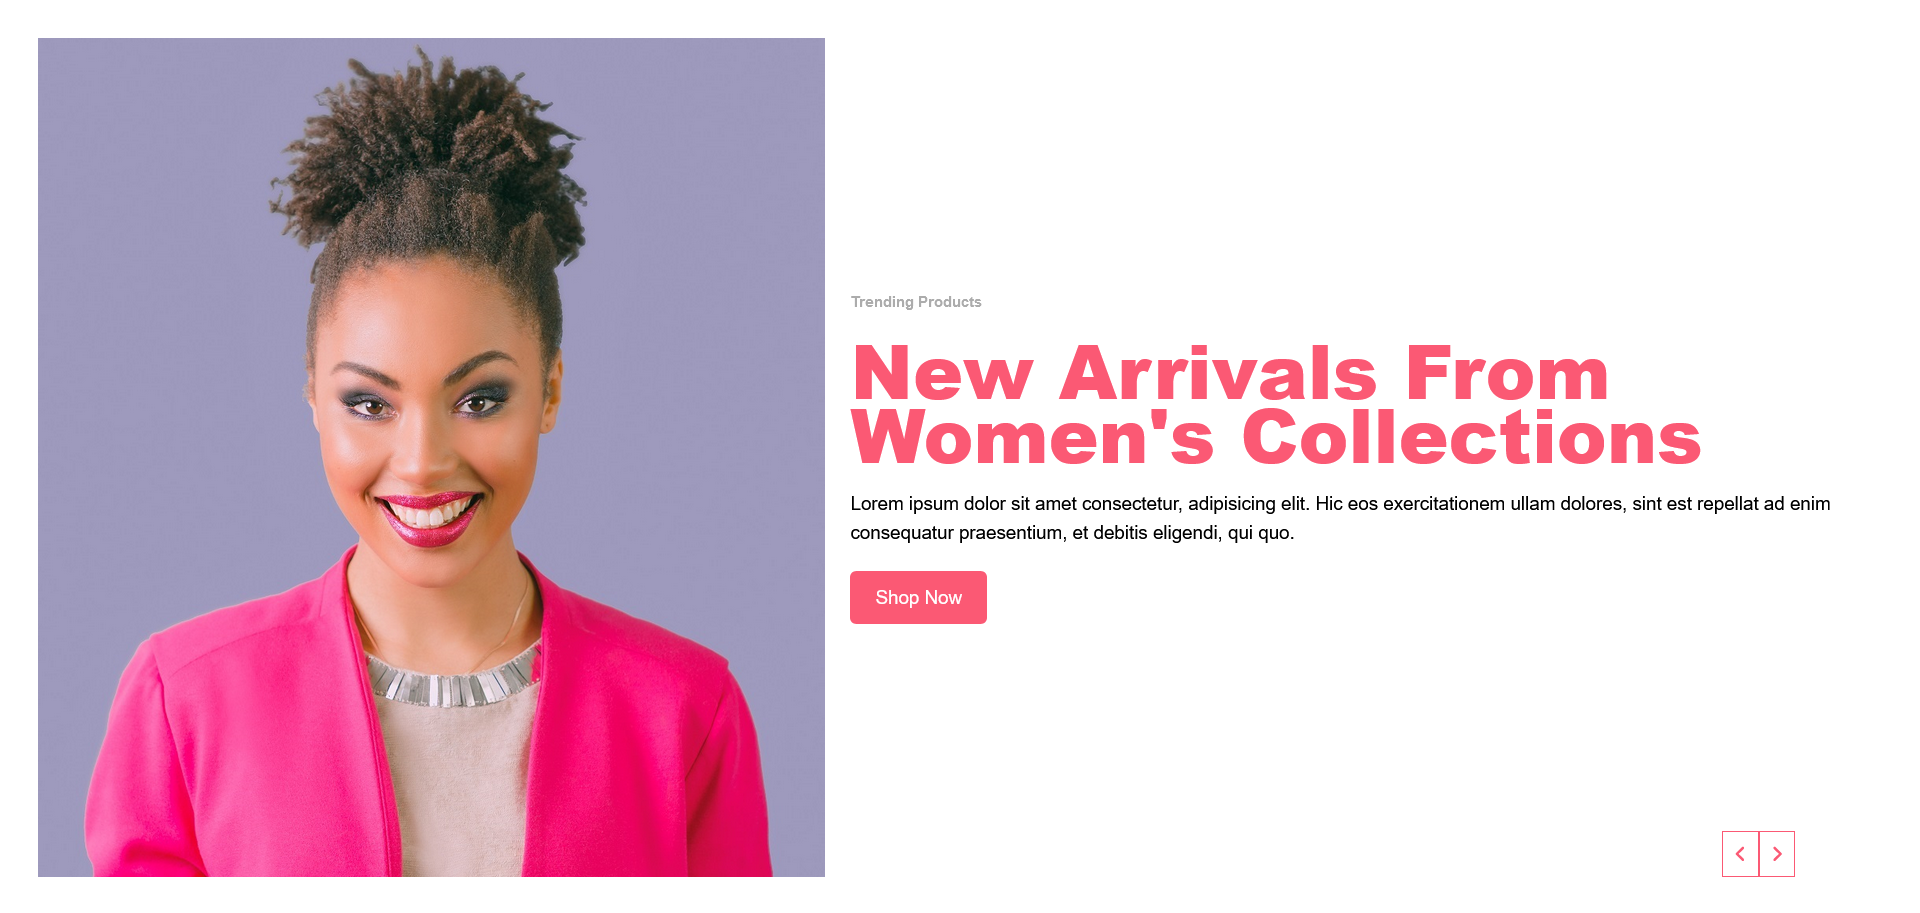 Trending Products
New Arrivals From
Women's Collections
Lorem ipsum dolor sit amet consectetur, adipisicing elit. Hic eos exercitationem ullam dolores, sint est repellat ad enim
consequatur praesentium, et debitis eligendi, qui quo.
Shop Now